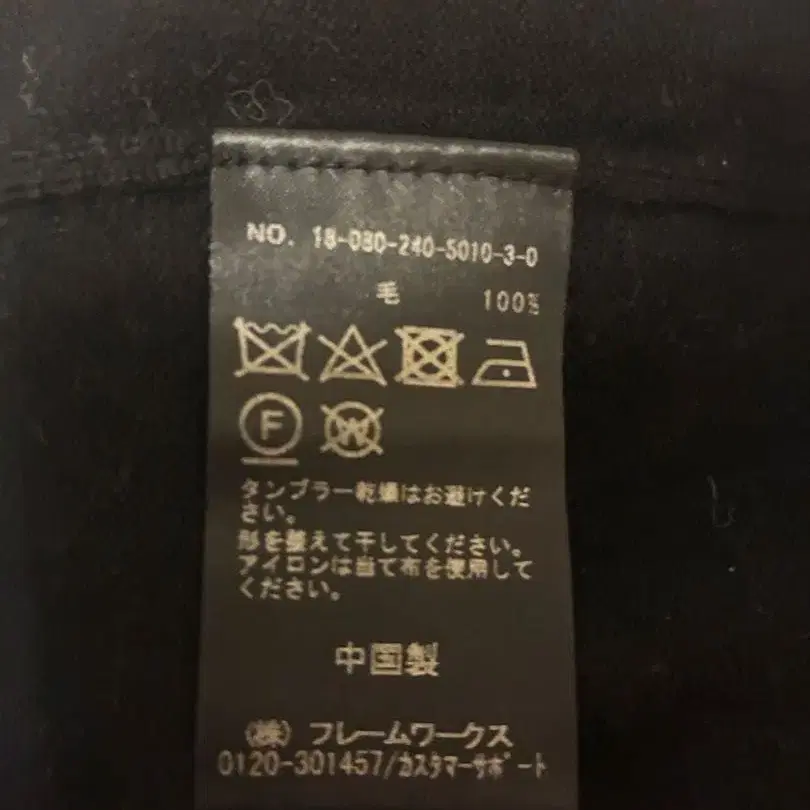 NO. 18-080-240-5010-3-0
毛 100%
F W
タンブラー乾燥はお避けくだ
さい。
形を整えて干してください。
アイロンは当て布を使用して
ください。
中国製
(株) フレームワークス
0120-301457/カスタマーサポート